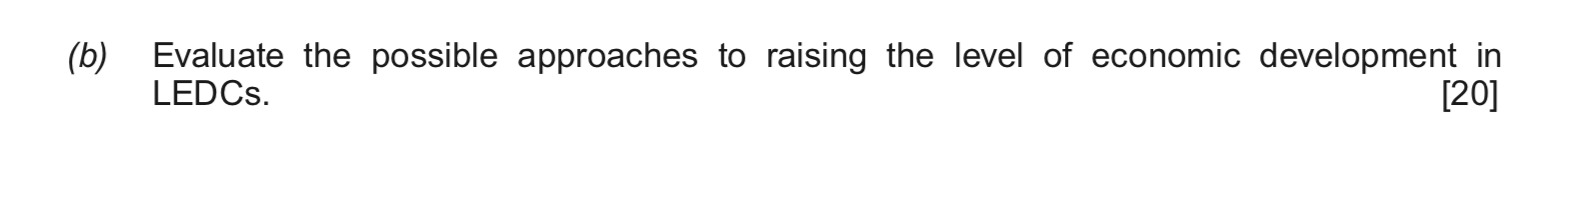 (b) Evaluate the possible approaches to raising the level of economic development in
LEDCs. [20]